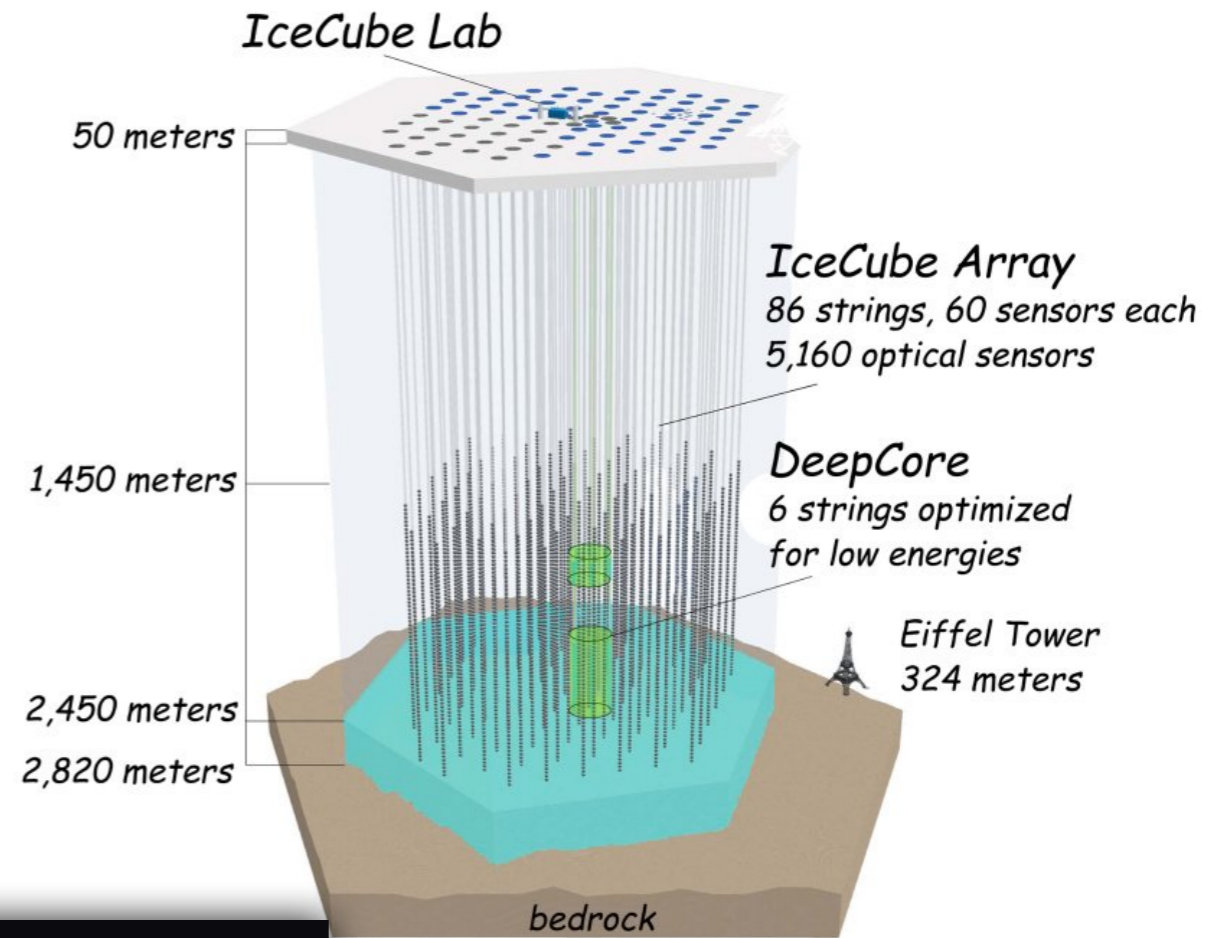 IceCube Lab
50 meters
IceCube Array
86 strings, 60 sensors each
5,160 optical sensors
DeepCore
6 strings optimized
for low energies
1,450 meters
Eiffel Tower
324 meters
2,450 meters
2,820 meters
bedrock